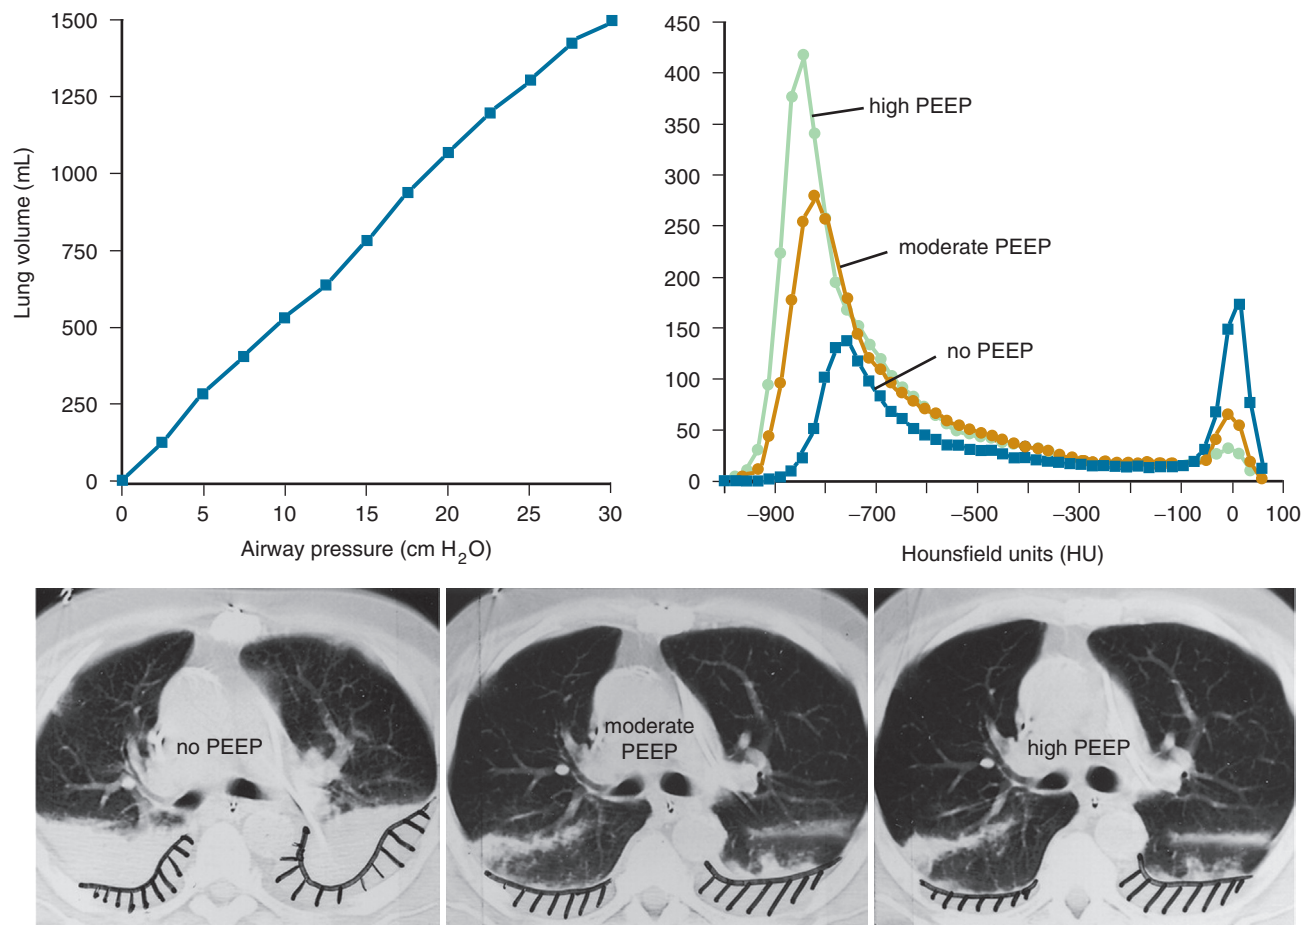 1500
1250
1000
750
500
250
0
Lung volume (mL)
0 5 10 15 20 25 30
Airway pressure (cm H₂O)
450
400
350
300
250
200
150
100
50
0
high PEEP
moderate PEEP
no PEEP
–900 –700 –500 –300 –100 0 100
Hounsfield units (HU)
no PEEP
moderate
PEEP
high PEEP